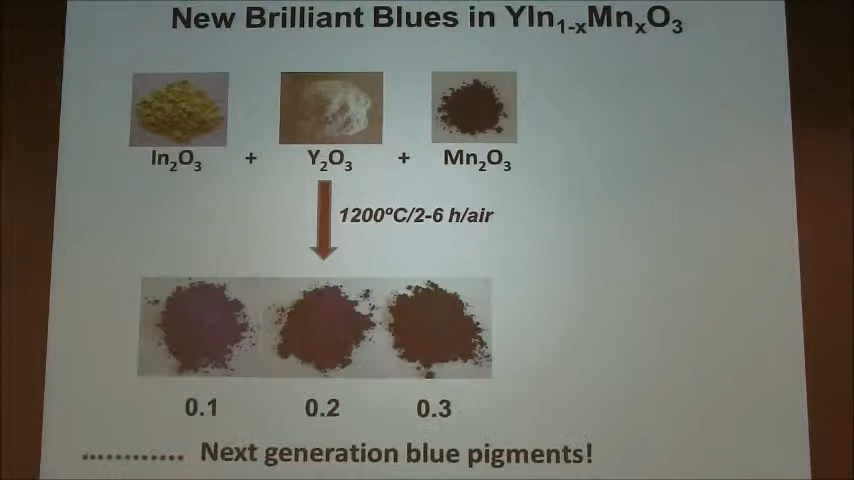 New Brilliant Blues in YIn₁₋ₓMnₓO₃
In₂O₃ + Y₂O₃ + Mn₂O₃
1200ºC/2-6 h/air
0.1 0.2 0.3
............ Next generation blue pigments!